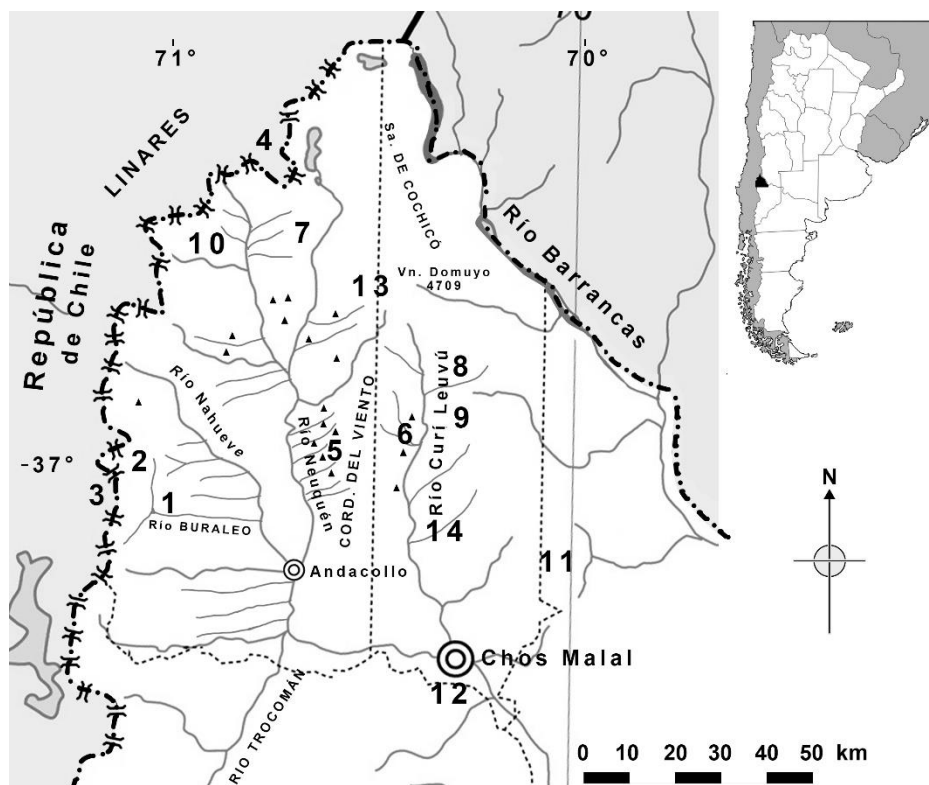 70
71°
70°
LINARES
4
Sa. DE COCHICÓ
República
de Chile
10
7
Río Barrancas
Vn. Domuyo
4709
13
Río Nahueve
8
9
Río Neuquén
5
CORD. DEL VIENTO
6
Río Curí Leuvú
-37°
2
3
1
Río BURALEO
14
N
11
Andacollo
Chos Malal
12
RIO TROCOMÁN
0 10 20 30 40 50 km